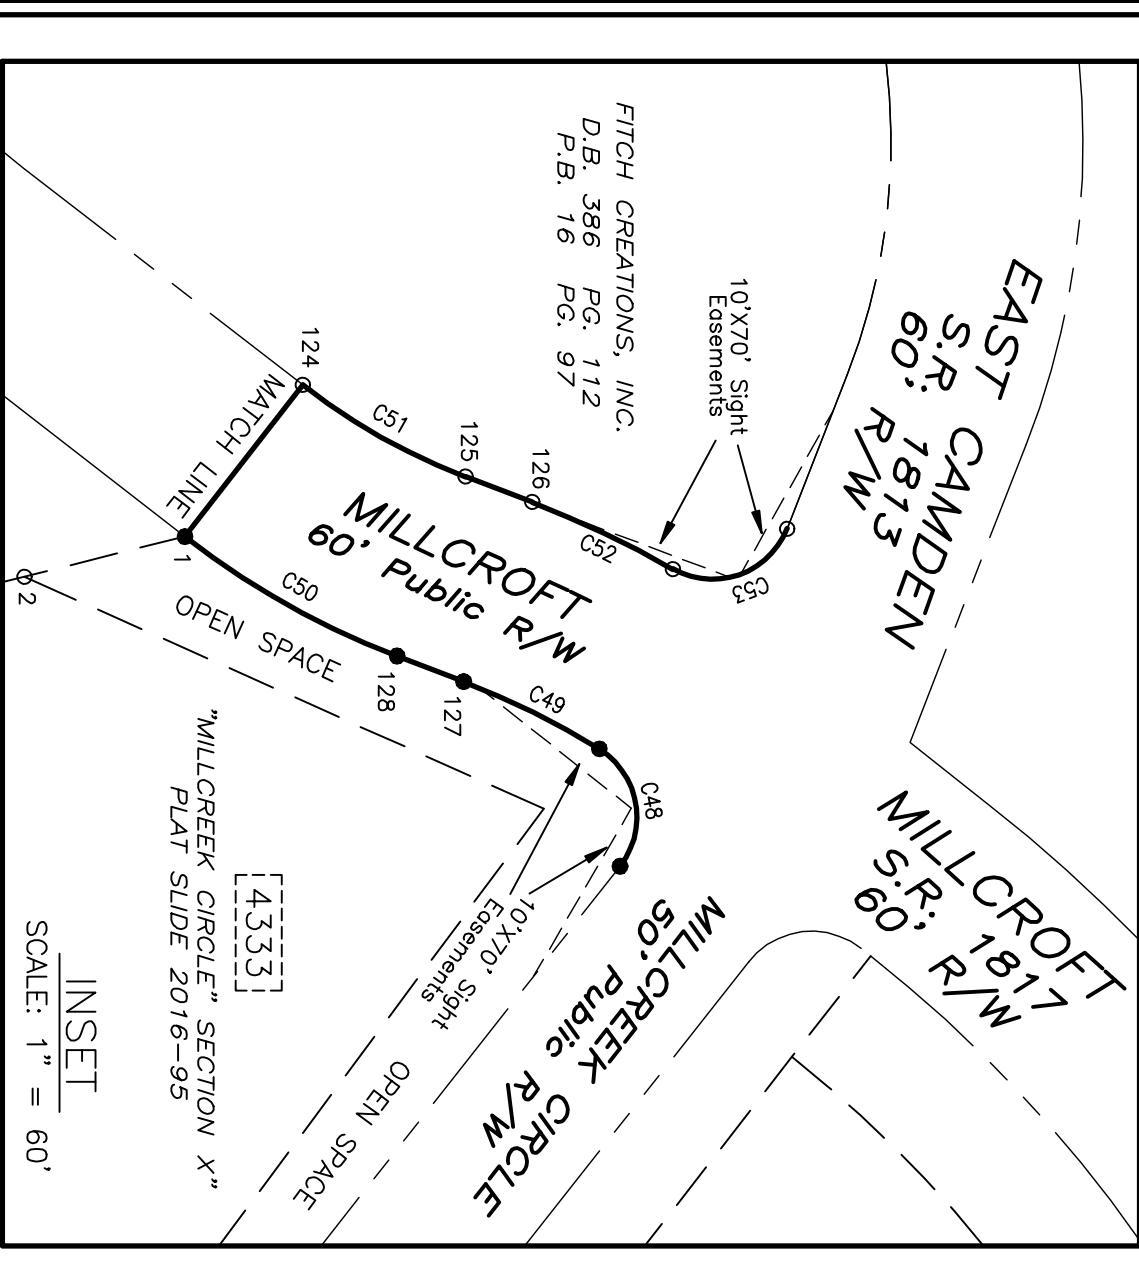 EAST CAMDEN
S.R. 1813
60' R/W
FITCH CREATIONS, INC.
D.B. 386 PG. 112
P.B. 16 PG. 97
10'X70' Sight
Easements
124
C51
125
126
C52
C53
MATCH LINE
MILLCROFT
60' Public R/W
1
2
C50
OPEN SPACE
128
127
C49
C48
MILLCROFT
S.R. 1817
60' R/W
MILLCREEK CIRCLE
50' Public R/W
10'X70' Sight
Easements
OPEN SPACE
"MILLCREEK CIRCLE" SECTION X"
PLAT SLIDE 2016-95
4333
INSET
SCALE: 1" = 60'